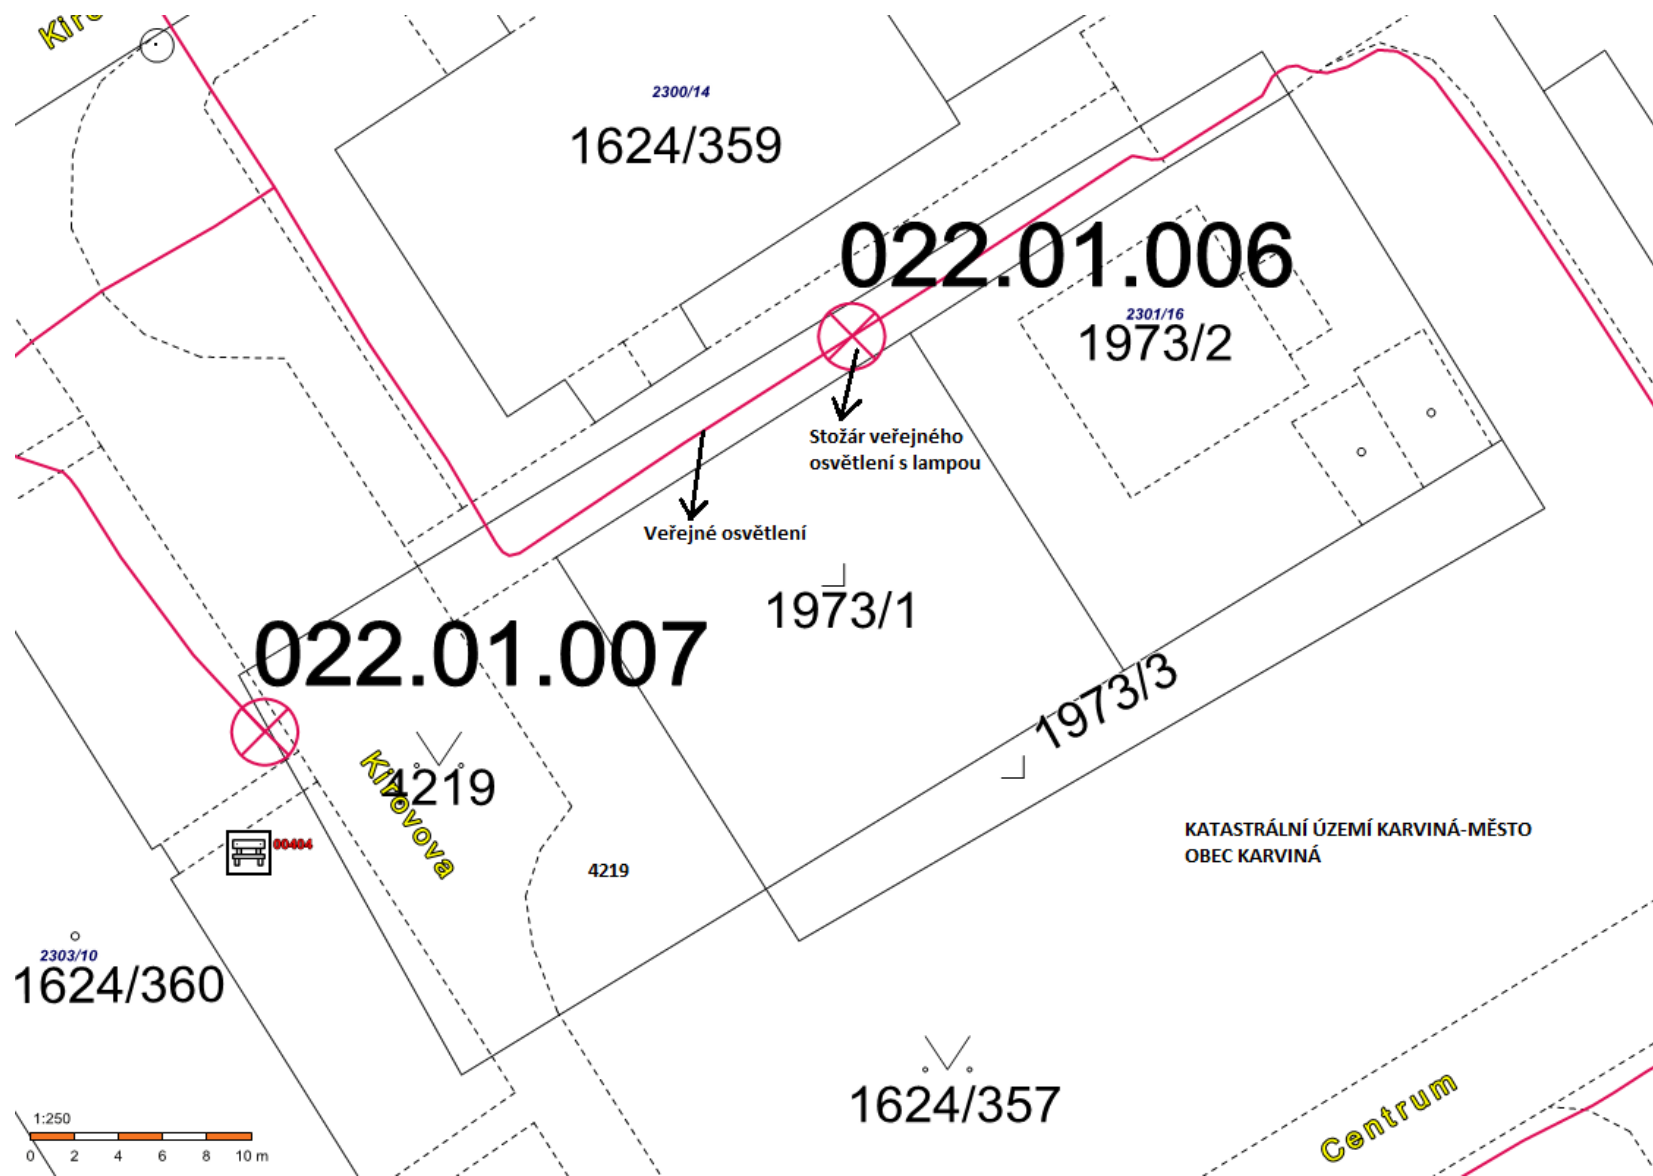 2300/14
1624/359
022.01.006
2301/16
1973/2
Stožár veřejného
osvětlení s lampou
Veřejné osvětlení
1973/1
022.01.007
1973/3
4219
Kirovova
00404
4219
KATASTRÁLNÍ ÚZEMÍ KARVINÁ-MĚSTO
OBEC KARVINÁ
2303/10
1624/360
1624/357
Centrum
1:250
0 2 4 6 8 10 m